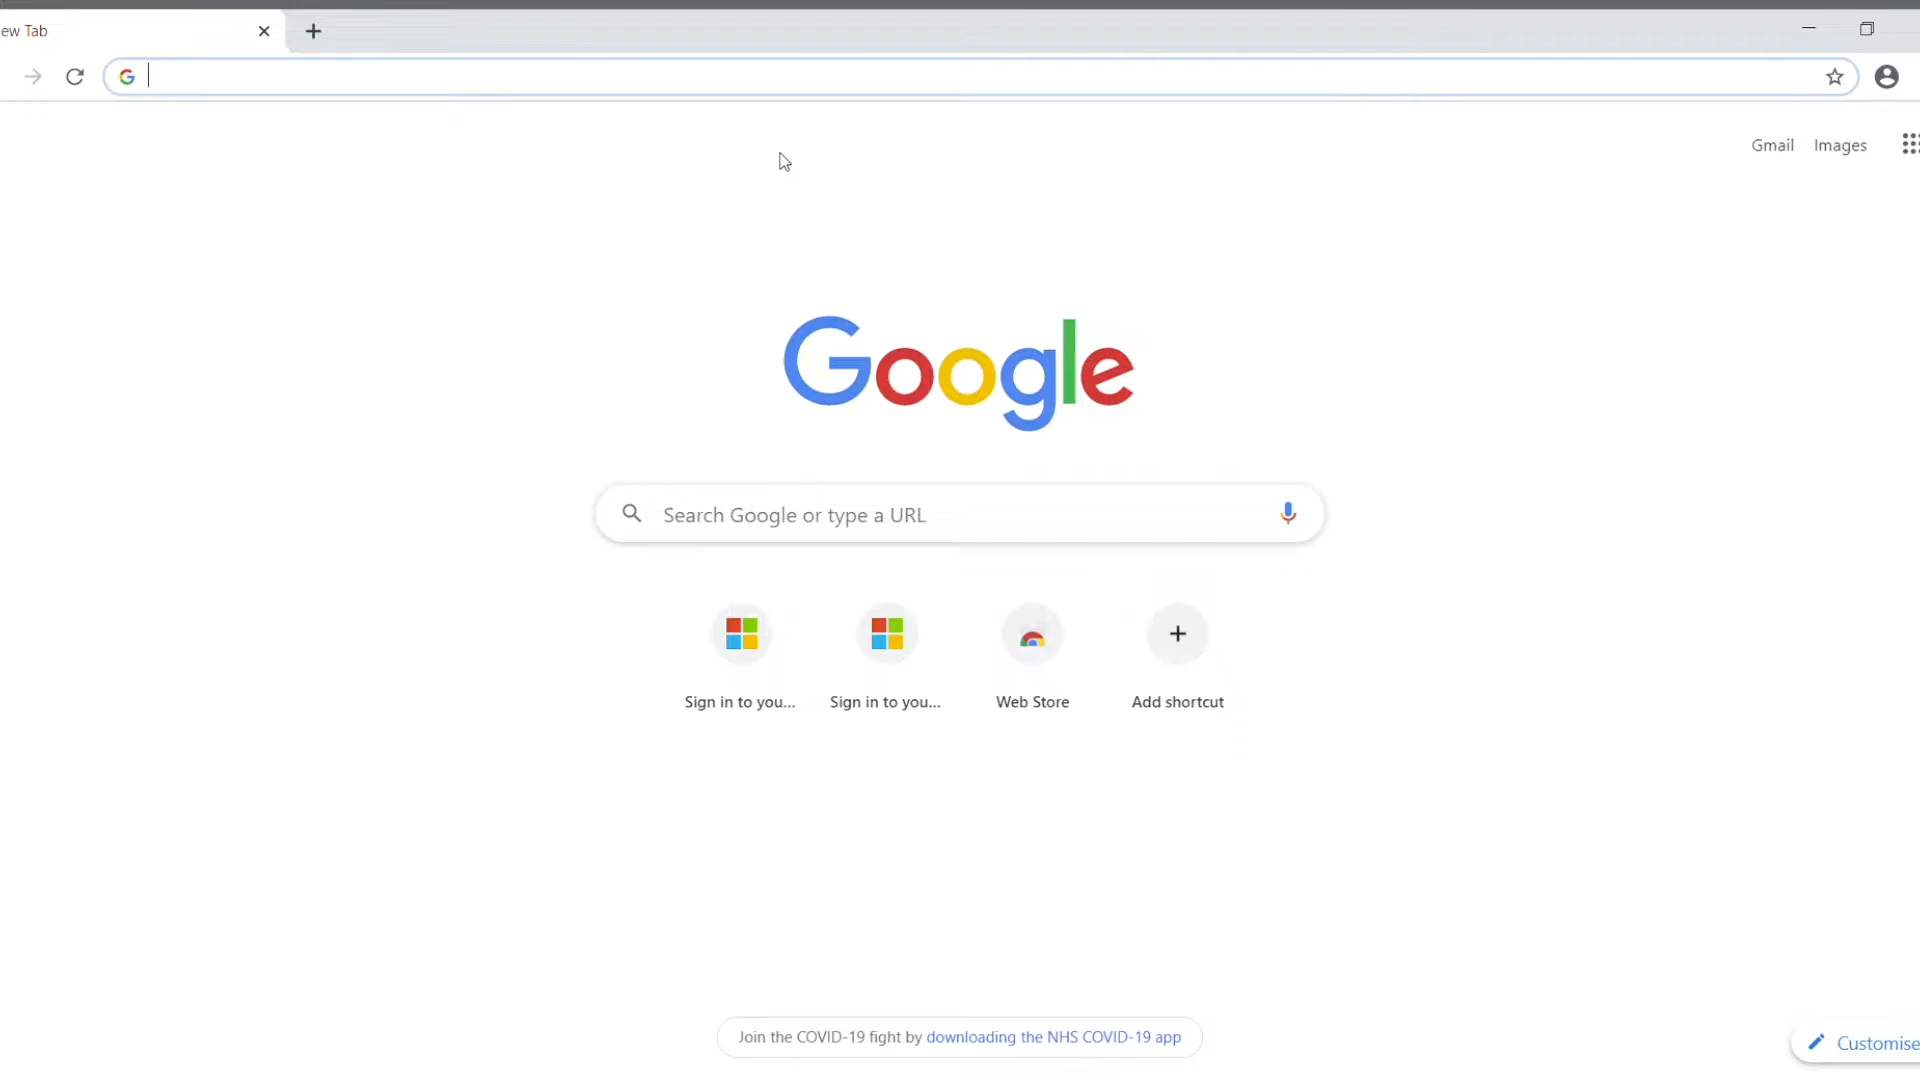 ew Tab
Gmail Images
Google
Search Google or type a URL
Sign in to you... Sign in to you... Web Store Add shortcut
Join the COVID-19 fight by downloading the NHS COVID-19 app
Customise